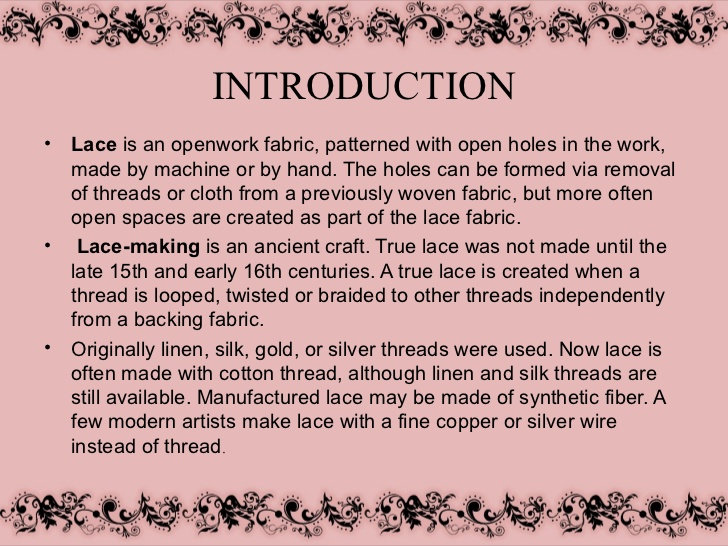 INTRODUCTION
• Lace is an openwork fabric, patterned with open holes in the work,
made by machine or by hand. The holes can be formed via removal
of threads or cloth from a previously woven fabric, but more often
open spaces are created as part of the lace fabric.
• Lace-making is an ancient craft. True lace was not made until the
late 15th and early 16th centuries. A true lace is created when a
thread is looped, twisted or braided to other threads independently
from a backing fabric.
• Originally linen, silk, gold, or silver threads were used. Now lace is
often made with cotton thread, although linen and silk threads are
still available. Manufactured lace may be made of synthetic fiber. A
few modern artists make lace with a fine copper or silver wire
instead of thread.